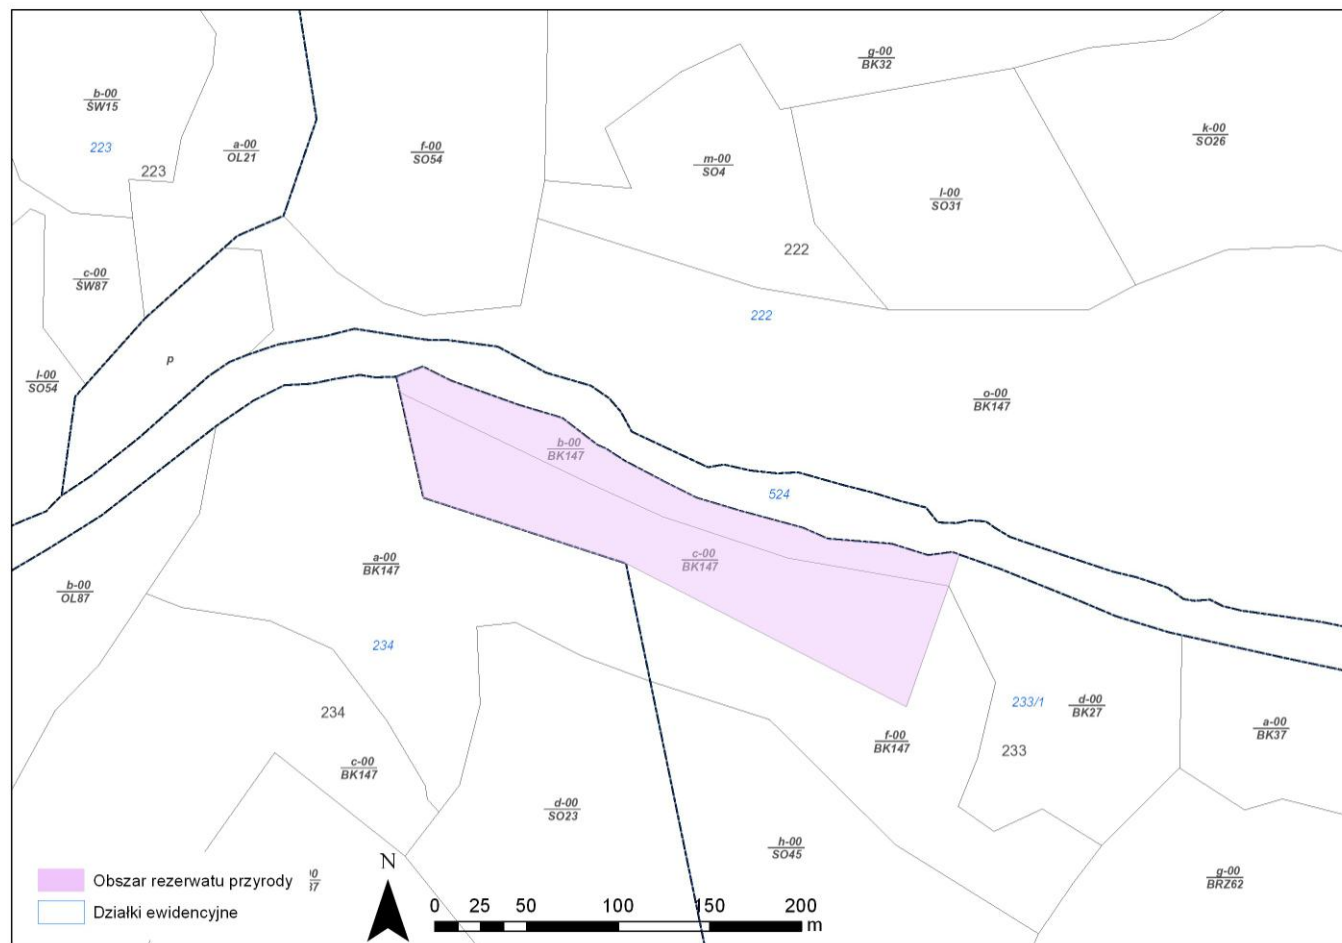 g-00
BK32
b-00
ŚW15
k-00
SO26
a-00
OL21
f-00
SO54
223
223
m-00
SO4
l-00
SO31
222
c-00
ŚW87
222
p
l-00
SO54
o-00
BK147
b-00
BK147
524
a-00
BK147
c-00
BK147
b-00
OL87
234
233/1
d-00
BK27
234
f-00
BK147
233
a-00
BK37
c-00
BK147
d-00
SO23
h-00
SO45
g-00
BRZ62
N
Obszar rezerwatu przyrody
Działki ewidencyjne
0 25 50 100 150 200
m